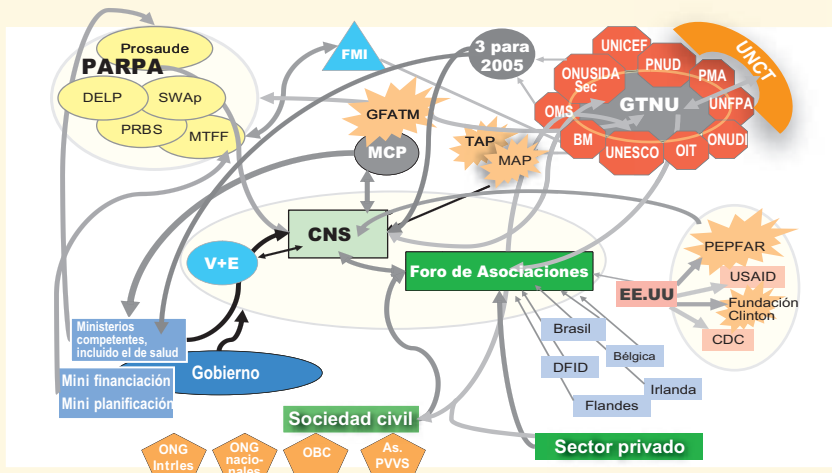 Prosaude
PARPA
DELP
SWAp
PRBS
MTFF
FMI
3 para
2005
GFATM
MCP
TAP
MAP
UNICEF
ONUSIDA
Sec
PNUD
PMA
OMS
GTNU
UNFPA
BM
UNESCO
OIT
ONUDI
UNCT
CNS
V+E
Foro de Asociaciones
PEPFAR
USAID
EE.UU
Fundación
Clinton
CDC
Ministerios
competentes,
incluido el de salud
Gobierno
Mini financiación
Mini planificación
Brasil
Bélgica
DFID
Irlanda
Flandes
Sociedad civil
Sector privado
ONG
Intrles
ONG
nacio-
nales
OBC
As.
PVVS